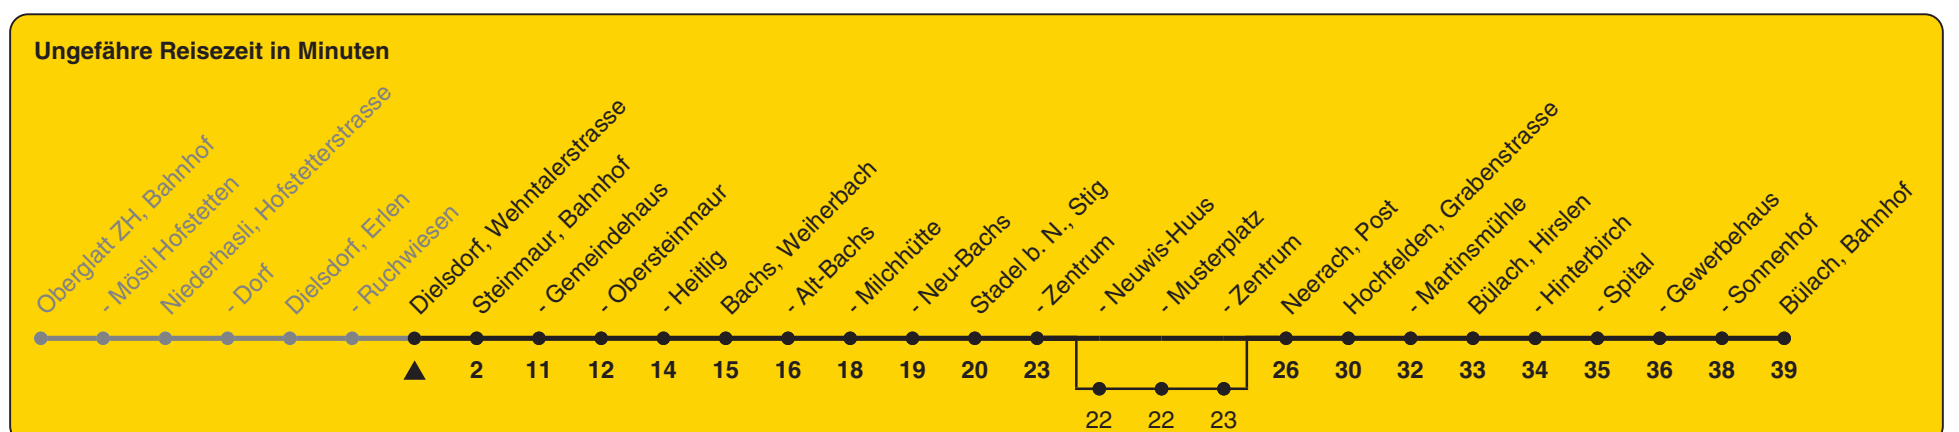 Ungefähre Reisezeit in Minuten
Oberglatt ZH, Bahnhof
- Mösli Hofstetten
Niederhasli, Hofstetterstrasse
- Dorf
Dielsdorf, Erlen
- Ruchwiesen
Dielsdorf, Wehntalerstrasse
Steinmaur, Bahnhof
- Gemeindehaus
- Obersteinmaur
- Heitlig
Bachs, Weiherbach
- Alt-Bachs
- Milchhütte
- Neu-Bachs
Stadel b. N., Stig
- Zentrum
- Neuwis-Huus
- Musterplatz
- Zentrum
Neerach, Post
Hochfelden, Grabenstrasse
- Martinsmühle
Bülach, Hirslen
- Hinterbirch
- Spital
- Gewerbehaus
- Sonnenhof
Bülach, Bahnhof
2 11 12 14 15 16 18 19 20 23 26 30 32 33 34 35 36 38 39
22 22 23